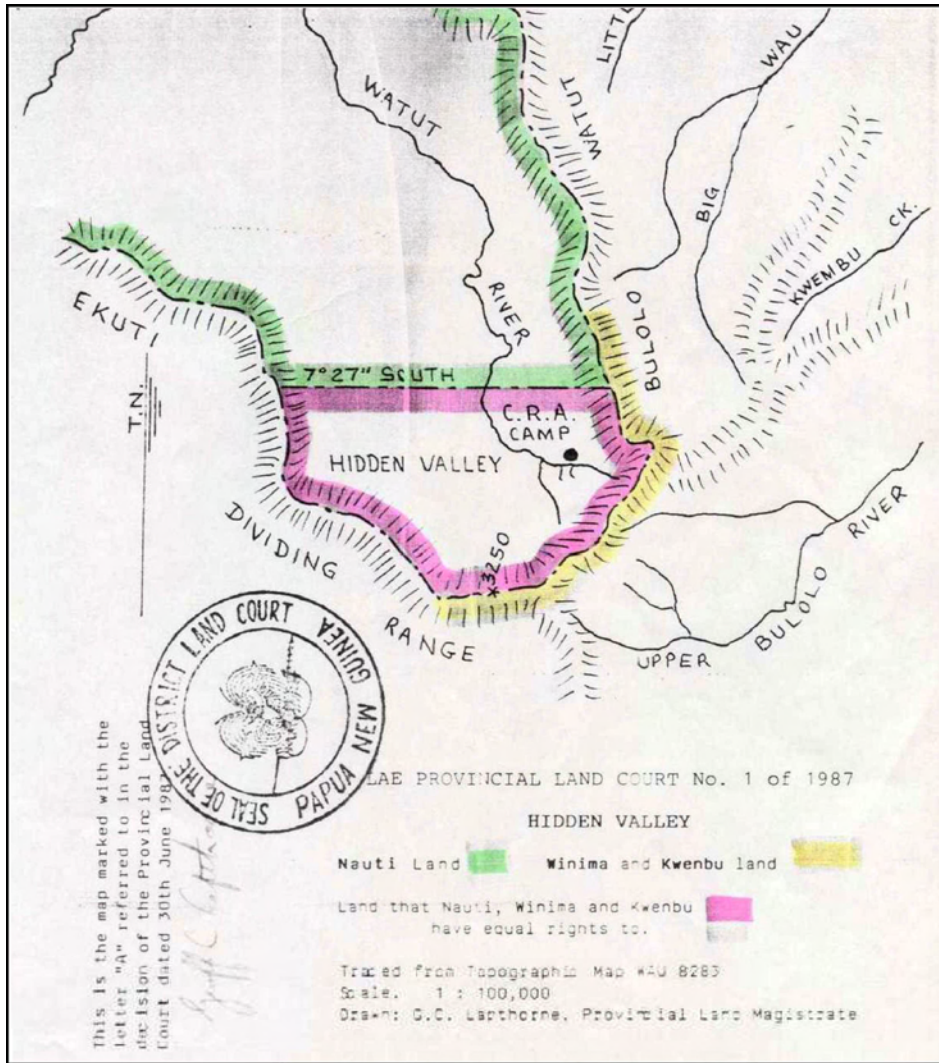 WATUT
RIVER
WATUT
LITTL
WAU
BIG
KWEMBU CK.
BULOLO
EKUTI
DIVIDING
RANGE
T.N.
7°27" SOUTH
C.R.A.
CAMP
HIDDEN VALLEY
*3250
UPPER BULOLO RIVER
SEAL OF THE DISTRICT LAND COURT
PAPUA NEW GUINEA
This is the map marked with the
letter "A" referred to in the
decision of the Provincial Land
Court dated 30th June 198
LAE PROVINCIAL LAND COURT No. 1 of 1987
HIDDEN VALLEY
Nauti Land
Winima and Kwenbu land
Land that Nauti, Winima and Kwenbu
have equal rights to.
Traced from Topographic Map WAU 8283
Scale. 1 : 100,000
Drawn: G.C. Lapthorne, Provincial Land Magistrate